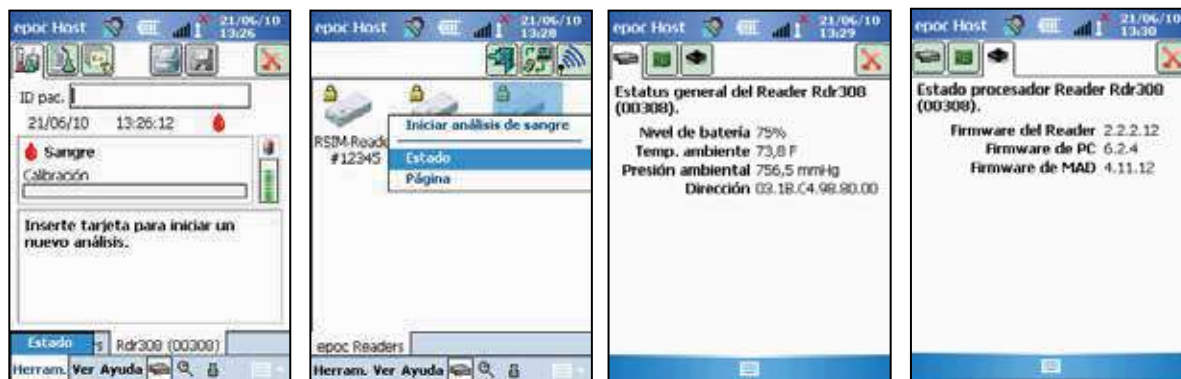 epoc Host
21/06/10
13:26
ID pac.
21/06/10 13:26:12
Sangre
Calibración
Inserte tarjeta para iniciar un
nuevo análisis.
Estado
s
Rdr308 (00308)
Herram. Ver Ayuda
epoc Host
21/06/10
13:28
RSIM-Reade
#12345
Iniciar análisis de sangre
Estado
Página
epoc Readers
Herram. Ver Ayuda
epoc Host
21/06/10
13:29
Estatus general del Reader Rdr308
(00308).
Nivel de batería 75%
Temp. ambiente 73,8 F
Presión ambiental 756,5 mmHg
Dirección 03.1B.C4.98.80.00
epoc Host
21/06/10
13:30
Estado procesador Reader Rdr308
(00308).
Firmware del Reader 2.2.2.12
Firmware de PC 6.2.4
Firmware de MAD 4.11.12